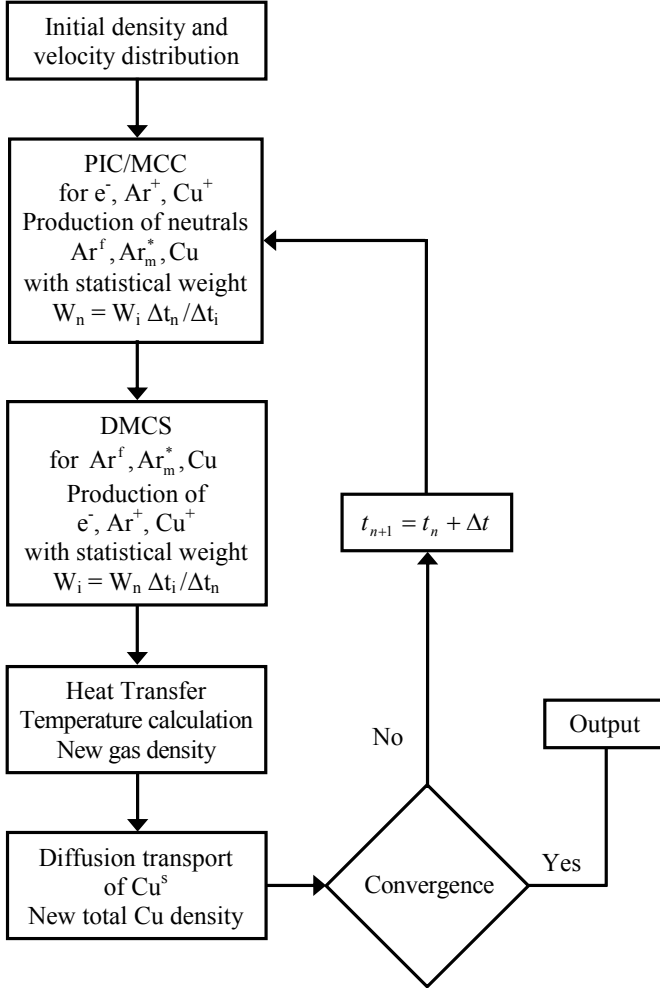 Initial density and
velocity distribution
PIC/MCC
for e⁻, Ar⁺, Cu⁺
Production of neutrals
Arᶠ, Ar*ₘ, Cu
with statistical weight
Wₙ = Wᵢ Δtₙ /Δtᵢ
DMCS
for Arᶠ, Ar*ₘ, Cu
Production of
e⁻, Ar⁺, Cu⁺
with statistical weight
Wᵢ = Wₙ Δtᵢ /Δtₙ
Heat Transfer
Temperature calculation
New gas density
Diffusion transport
of Cuˢ
New total Cu density
Convergence
No
tₙ₊₁ = tₙ + Δt
Yes
Output